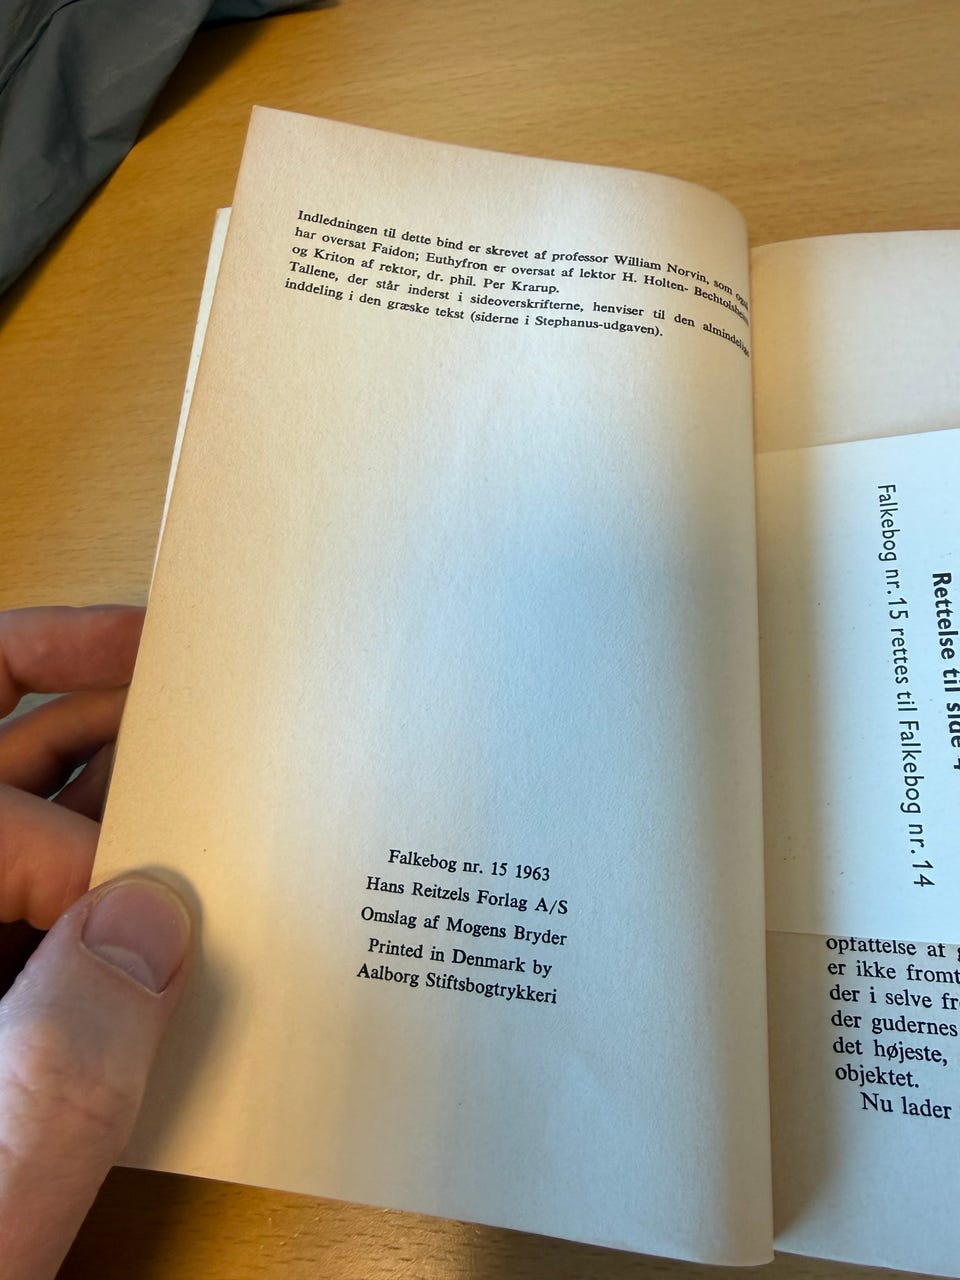 Indledningen til dette bind er skrevet af professor William Norvin, som også
har oversat Faidon; Euthyfron er oversat af lektor H. Holten- Bechtolsheim
og Kriton af rektor, dr. phil. Per Krarup.
Tallene, der står inderst i sideoverskrifterne, henviser til den almindelige
inddeling i den græske tekst (siderne i Stephanus-udgaven).
Falkebog nr. 15 1963
Hans Reitzels Forlag A/S
Omslag af Mogens Bryder
Printed in Denmark by
Aalborg Stiftsbogtrykkeri
Rettelse til side 4
Falkebog nr. 15 rettes til Falkebog nr. 14
opfattelse af
er ikke fromt
der i selve
der gudernes
det højeste,
objektet.
Nu lader